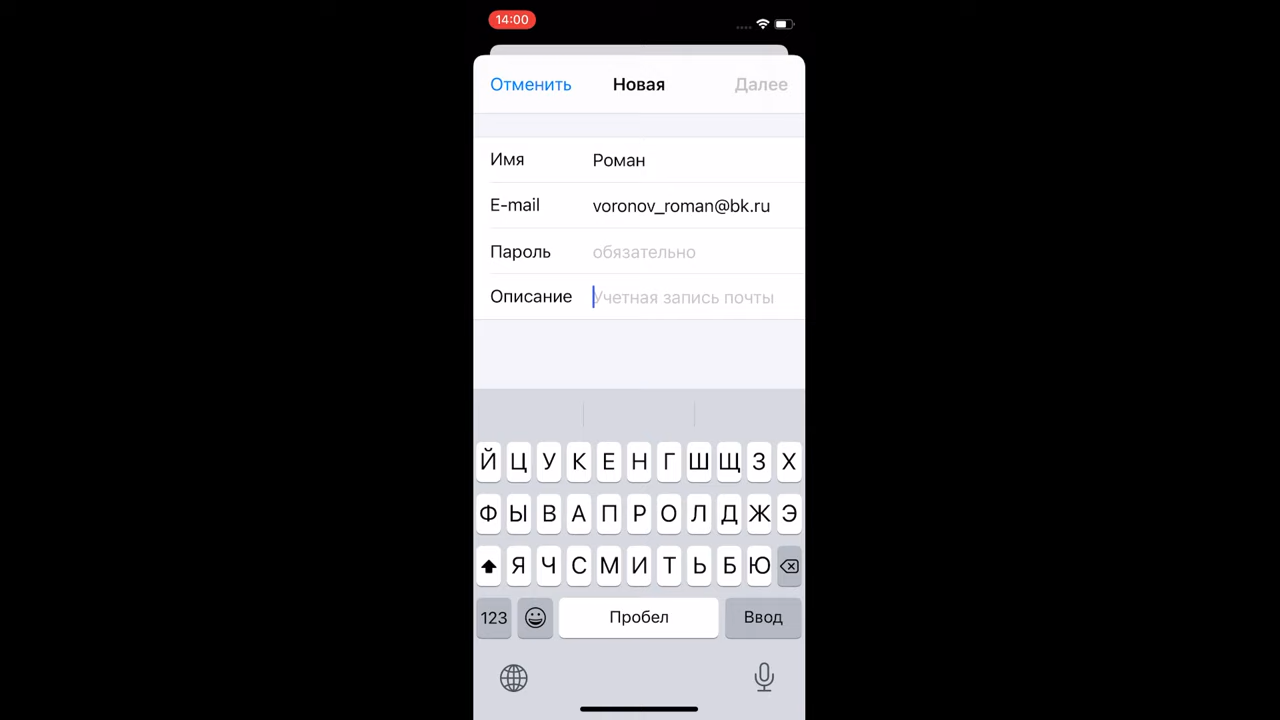 14:00
Отменить Новая Далее
Имя Роман
E-mail voronov_roman@bk.ru
Пароль обязательно
Описание Учетная запись почты
Й Ц У К Е Н Г Ш Щ З Х
Ф Ы В А П Р О Л Д Ж Э
Я Ч С М И Т Ь Б Ю
123 Пробел Ввод